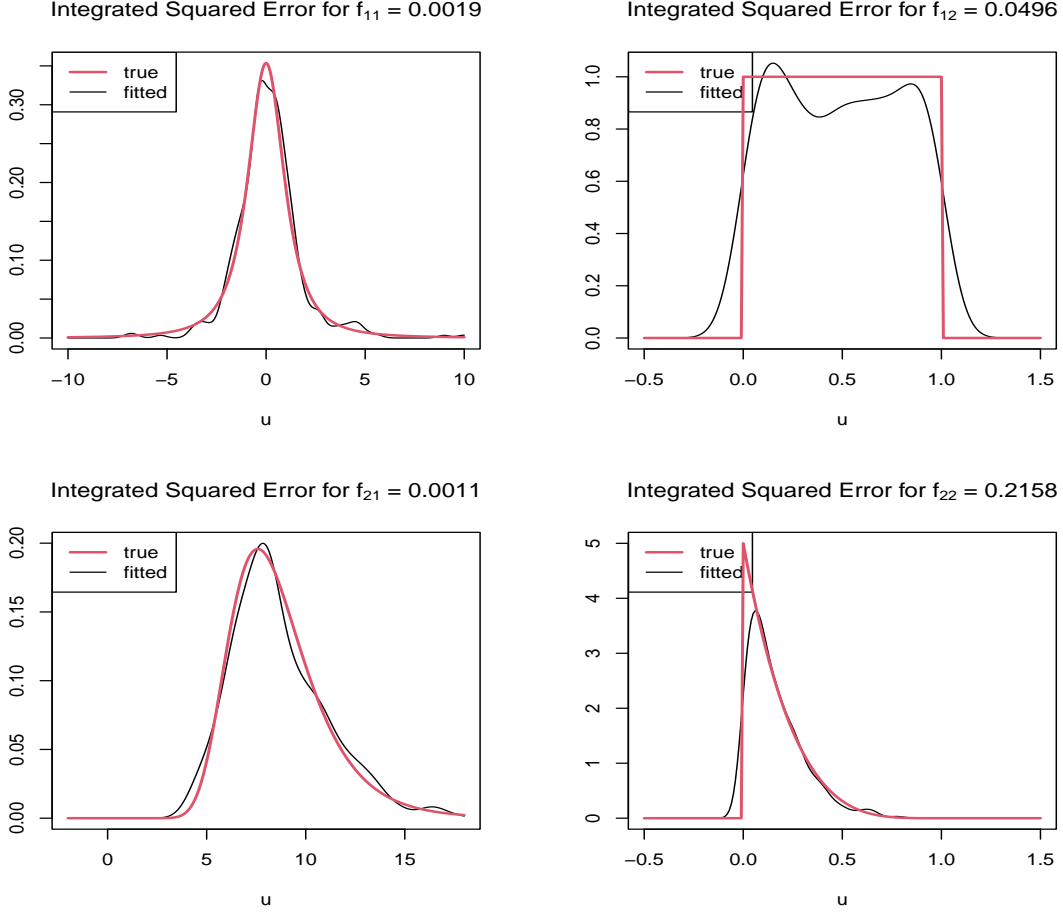 Integrated Squared Error for f₁₁ = 0.0019
true
fitted
0.30
0.20
0.10
0.00
−10 −5 0 5 10
u
Integrated Squared Error for f₁₂ = 0.0496
true
fitted
1.0
0.8
0.6
0.4
0.2
0.0
−0.5 0.0 0.5 1.0 1.5
u
Integrated Squared Error for f₂₁ = 0.0011
true
fitted
0.20
0.15
0.10
0.05
0.00
0 5 10 15
u
Integrated Squared Error for f₂₂ = 0.2158
true
fitted
5
4
3
2
1
0
−0.5 0.0 0.5 1.0 1.5
u